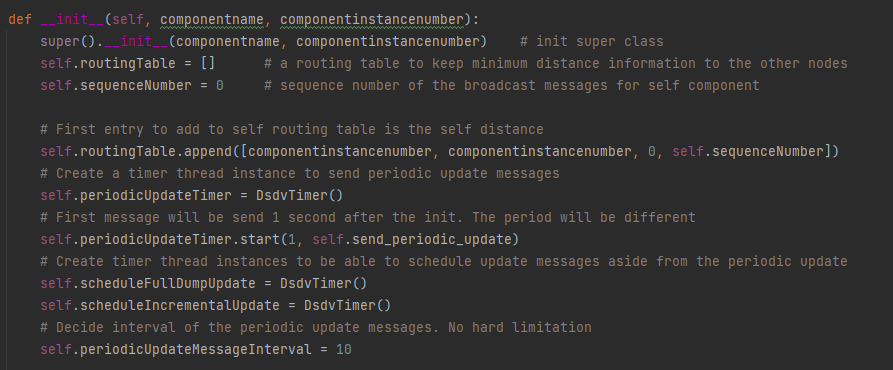 def __init__(self, componentname, componentinstancenumber):
    super().__init__(componentname, componentinstancenumber)    # init super class
    self.routingTable = []      # a routing table to keep minimum distance information to the other nodes
    self.sequenceNumber = 0     # sequence number of the broadcast messages for self component

    # First entry to add to self routing table is the self distance
    self.routingTable.append([componentinstancenumber, componentinstancenumber, 0, self.sequenceNumber])
    # Create a timer thread instance to send periodic update messages
    self.periodicUpdateTimer = DsdvTimer()
    # First message will be send 1 second after the init. The period will be different
    self.periodicUpdateTimer.start(1, self.send_periodic_update)
    # Create timer thread instances to be able to schedule update messages aside from the periodic update
    self.scheduleFullDumpUpdate = DsdvTimer()
    self.scheduleIncrementalUpdate = DsdvTimer()
    # Decide interval of the periodic update messages. No hard limitation
    self.periodicUpdateMessageInterval = 10